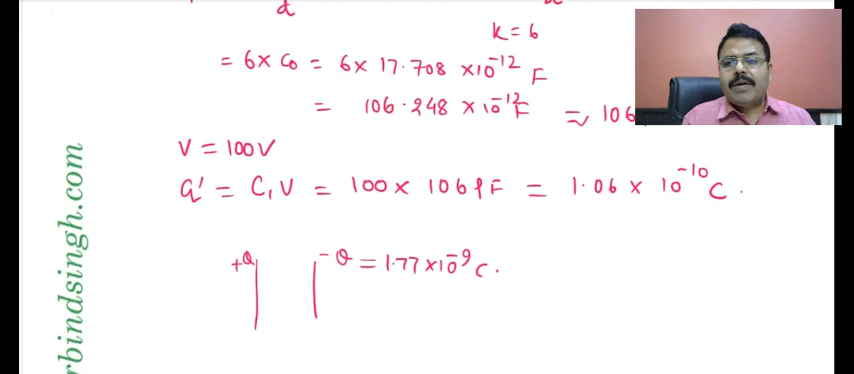 d
K = 6
= 6 × C₀ = 6 × 17.708 × 10⁻¹² F
= 106.248 × 10⁻¹² F ≈ 106
V = 100V
Q' = C₁V = 100 × 106 pF = 1.06 × 10⁻¹⁰ C.
+Q -Q = 1.77 × 10⁻⁹ C.
rbindsingh.com/